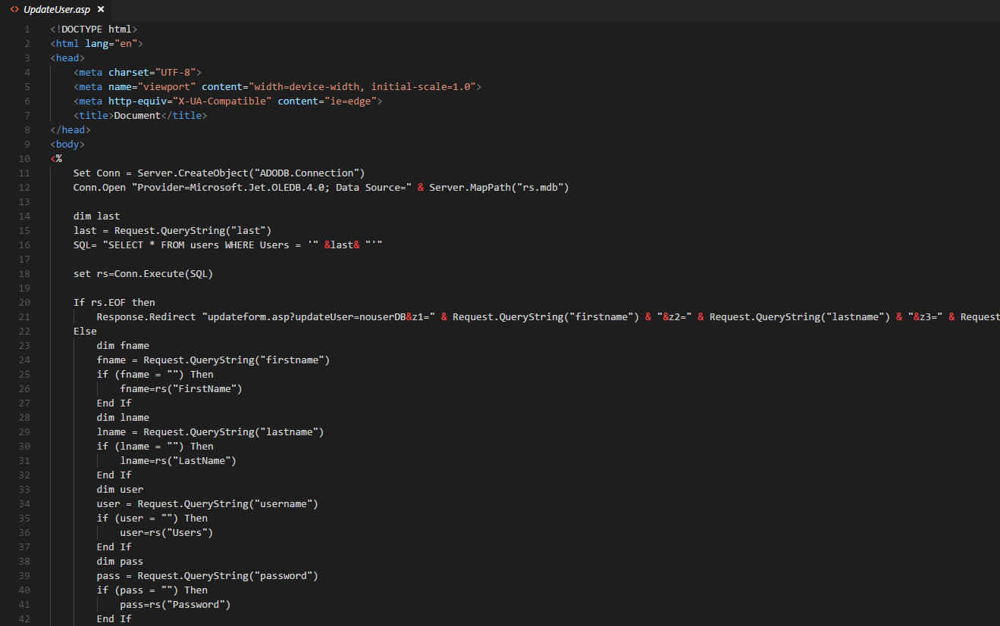 <> UpdateUser.asp ×
1 <!DOCTYPE html>
2 <html lang="en">
3 <head>
4 <meta charset="UTF-8">
5 <meta name="viewport" content="width=device-width, initial-scale=1.0">
6 <meta http-equiv="X-UA-Compatible" content="ie=edge">
7 <title>Document</title>
8 </head>
9 <body>
10 <%
11 Set Conn = Server.CreateObject("ADODB.Connection")
12 Conn.Open "Provider=Microsoft.Jet.OLEDB.4.0; Data Source=" & Server.MapPath("rs.mdb")
13
14 dim last
15 last = Request.QueryString("last")
16 SQL= "SELECT * FROM users WHERE Users = '" &last& "'"
17
18 set rs=Conn.Execute(SQL)
19
20 If rs.EOF then
21 Response.Redirect "updateform.asp?updateUser=nouserDB&z1=" & Request.QueryString("firstname") & "&z2=" & Request.QueryString("lastname") & "&z3=" & Request
22 Else
23 dim fname
24 fname = Request.QueryString("firstname")
25 if (fname = "") Then
26 fname=rs("FirstName")
27 End If
28 dim lname
29 lname = Request.QueryString("lastname")
30 if (lname = "") Then
31 lname=rs("LastName")
32 End If
33 dim user
34 user = Request.QueryString("username")
35 if (user = "") Then
36 user=rs("Users")
37 End If
38 dim pass
39 pass = Request.QueryString("password")
40 if (pass = "") Then
41 pass=rs("Password")
42 End If